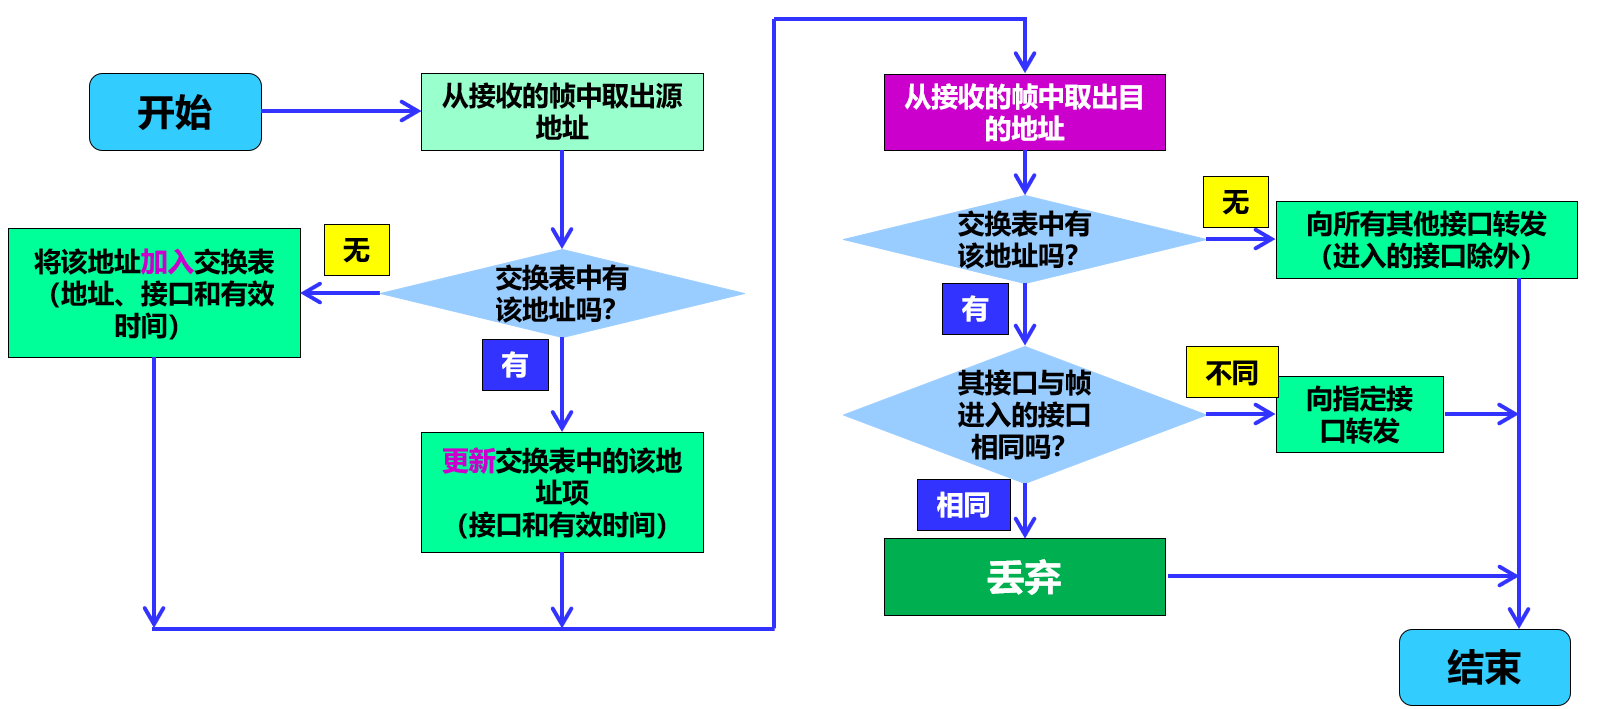 开始
从接收的帧中取出源
地址
无
交换表中有
该地址吗？
将该地址加入交换表
（地址、接口和有效
时间）
有
更新交换表中的该地
址项
（接口和有效时间）
从接收的帧中取出目
的地址
交换表中有
该地址吗？
无
向所有其他接口转发
（进入的接口除外）
有
其接口与帧
进入的接口
相同吗？
不同
向指定接
口转发
相同
丢弃
结束